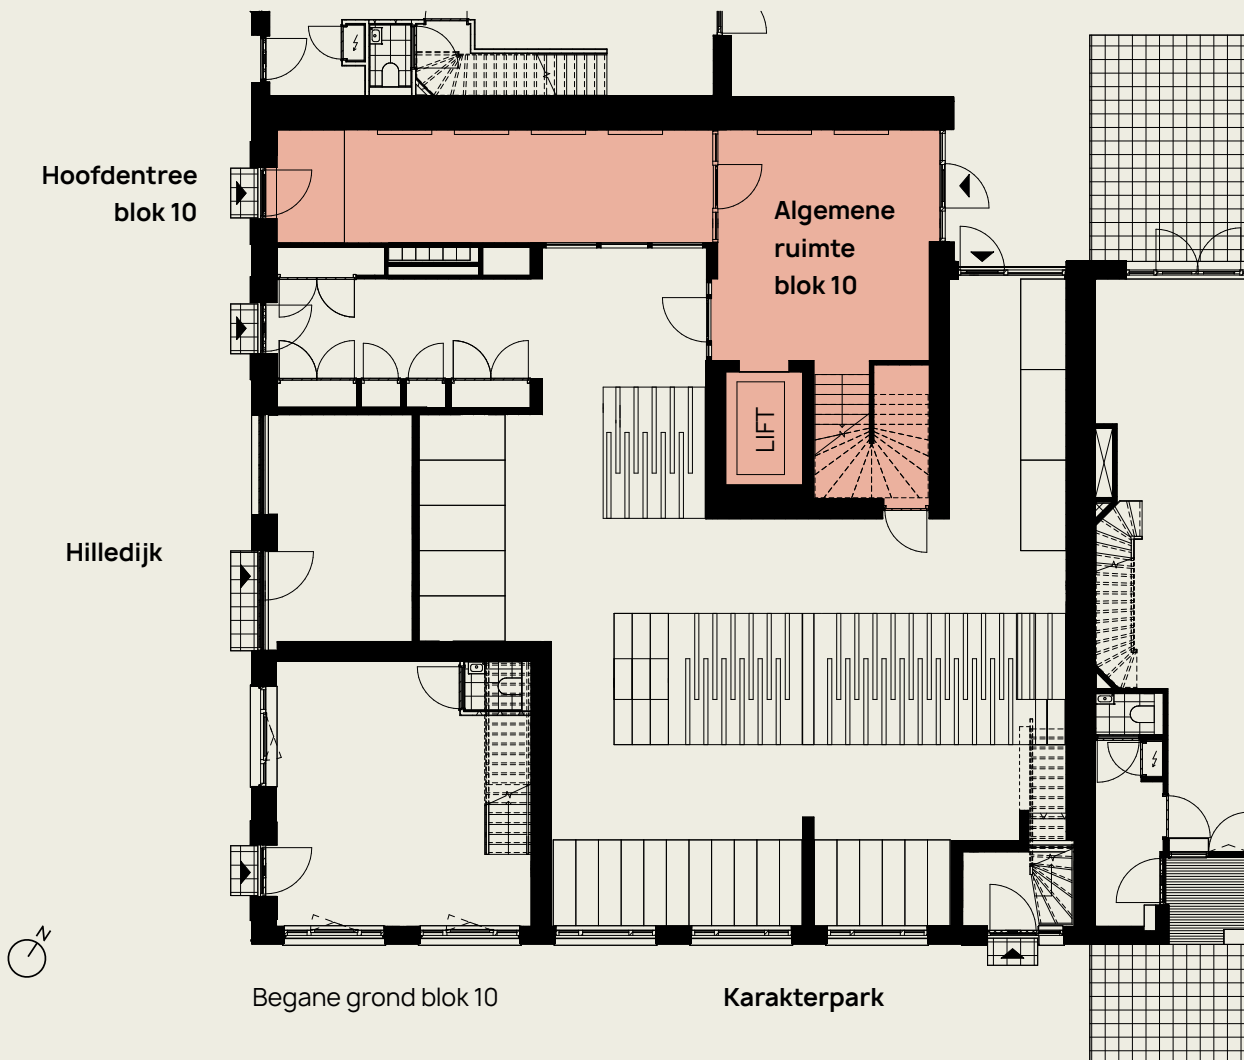 Hoofdentree
blok 10
Algemene
ruimte
blok 10
LIFT
Hilledijk
N
Begane grond blok 10
Karakterpark